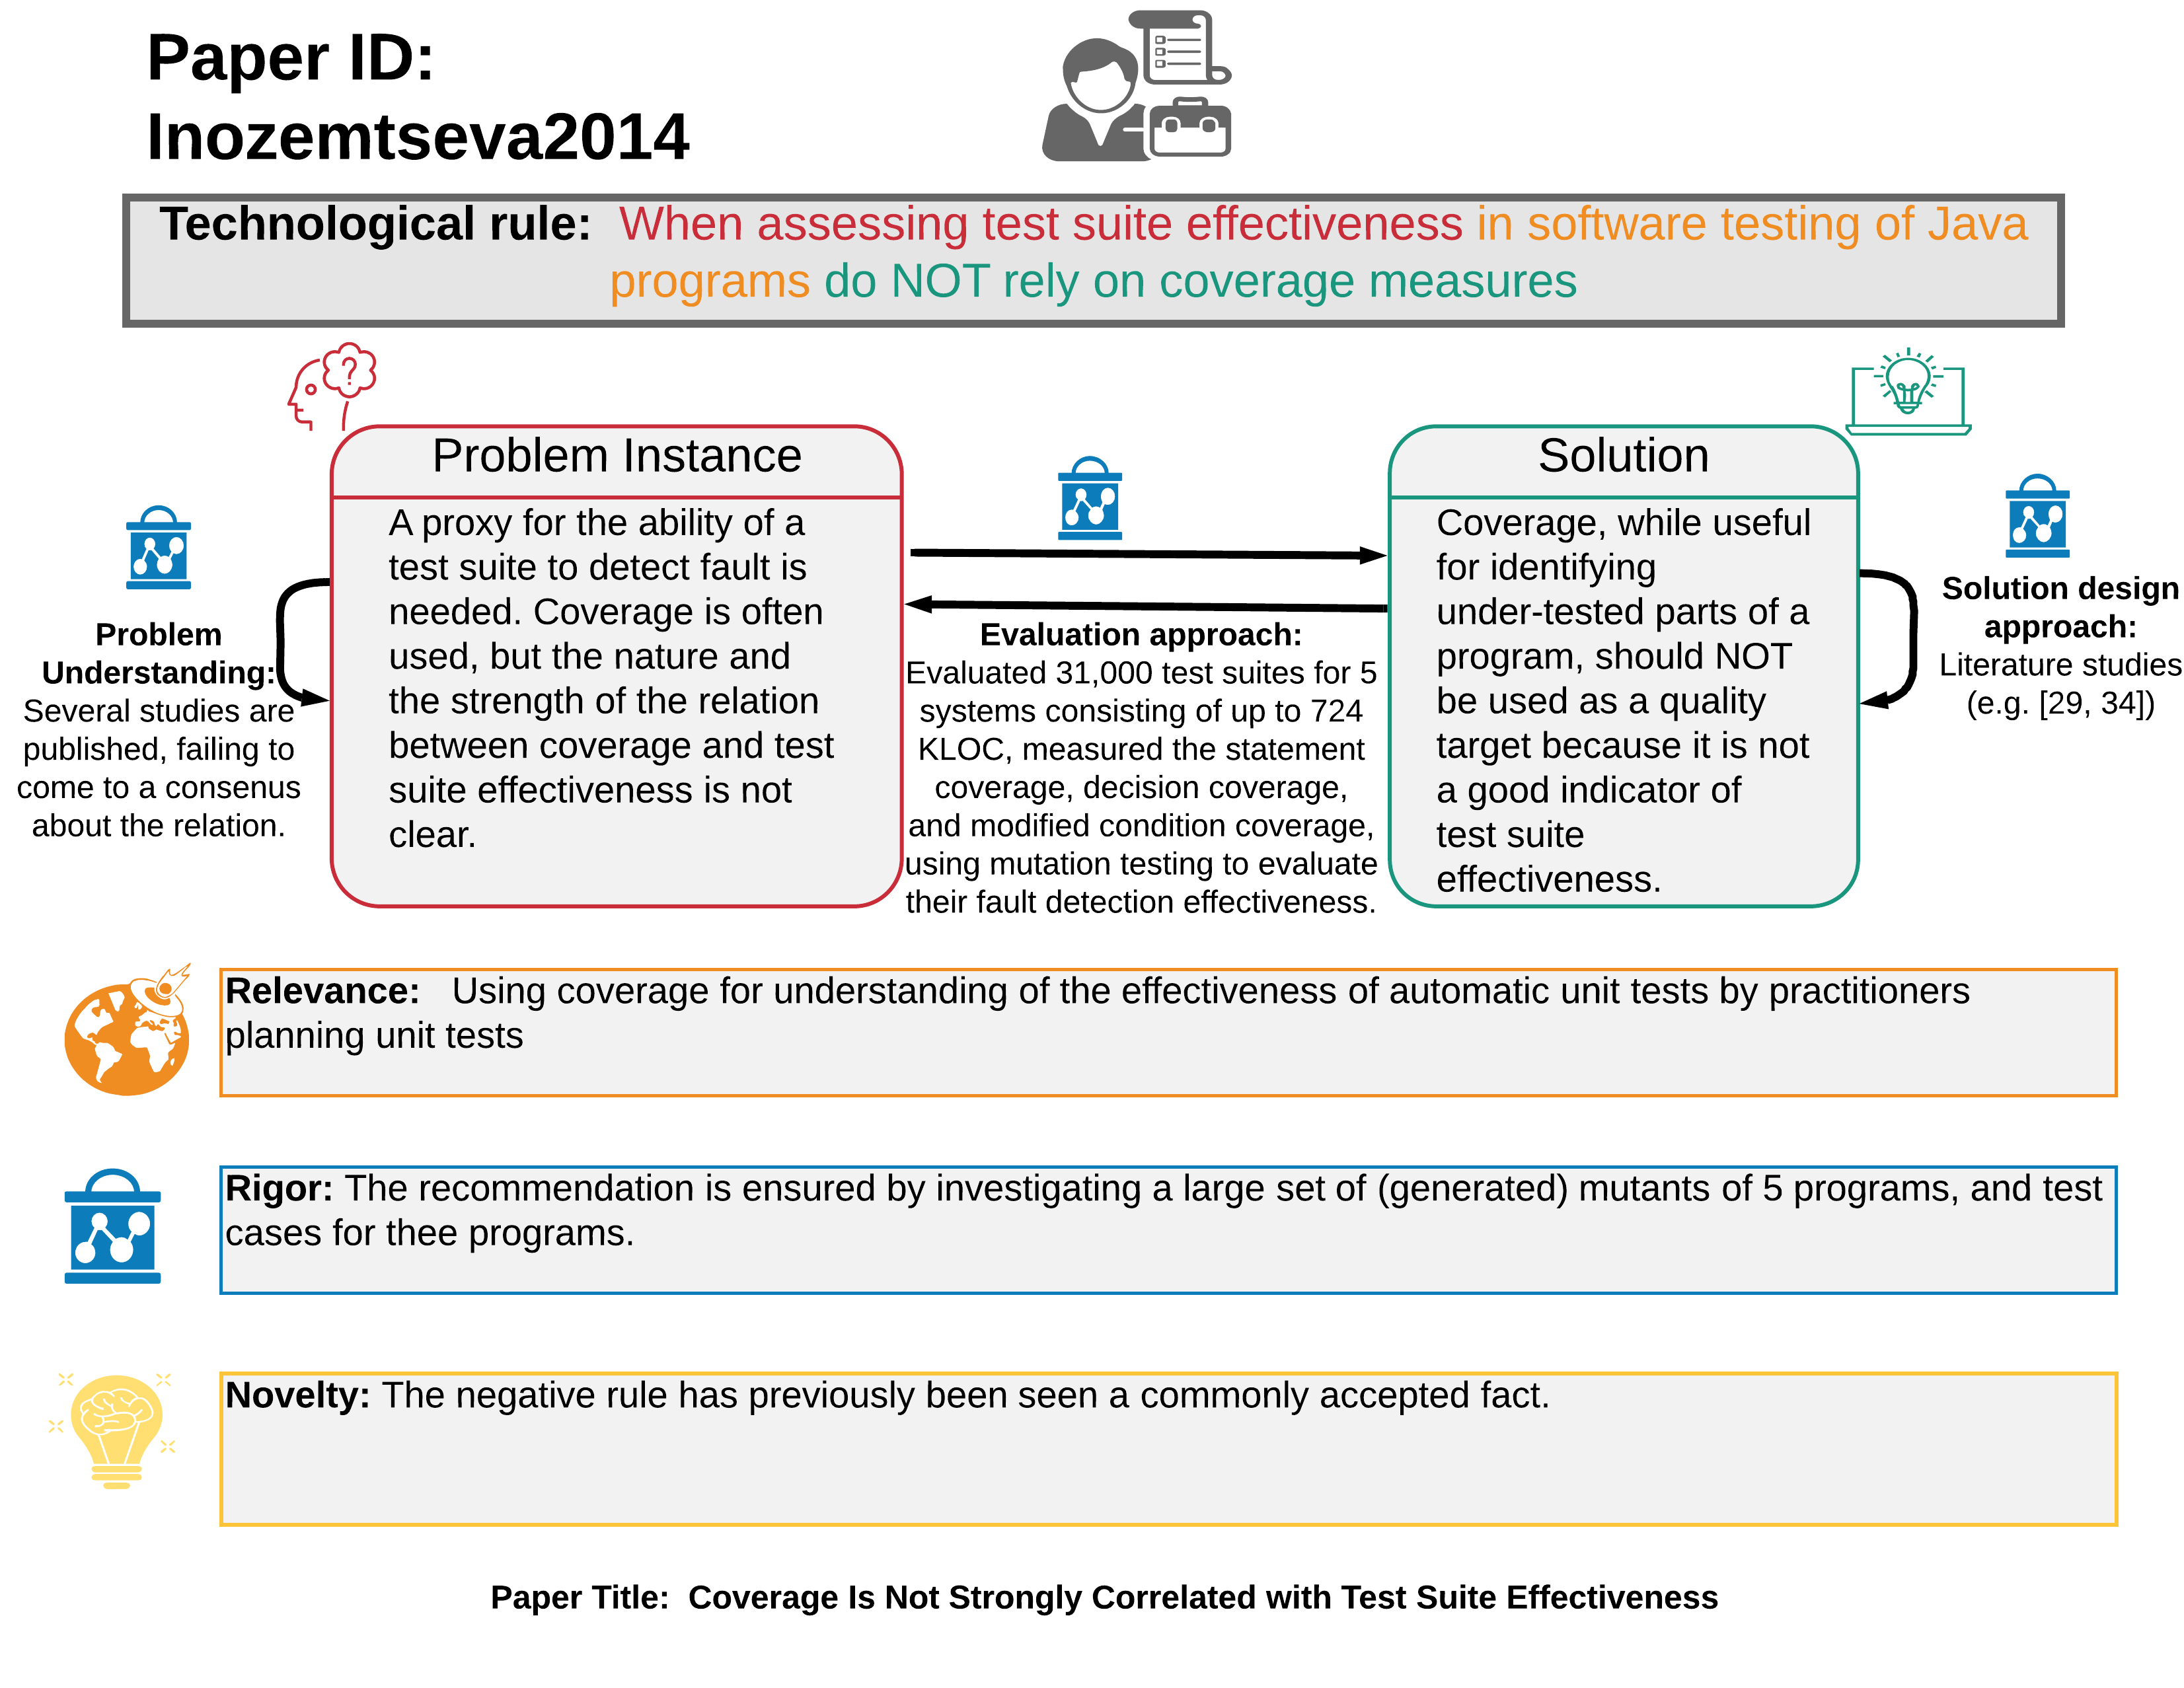 Paper ID:
Inozemtseva2014
Technological rule: When assessing test suite effectiveness in software testing of Java
programs do NOT rely on coverage measures
Problem Instance
A proxy for the ability of a
test suite to detect fault is
needed. Coverage is often
used, but the nature and
the strength of the relation
between coverage and test
suite effectiveness is not
clear.
Solution
Coverage, while useful
for identifying
under-tested parts of a
program, should NOT
be used as a quality
target because it is not
a good indicator of
test suite
effectiveness.
Problem
Understanding:
Several studies are
published, failing to
come to a consenus
about the relation.
Evaluation approach:
Evaluated 31,000 test suites for 5
systems consisting of up to 724
KLOC, measured the statement
coverage, decision coverage,
and modified condition coverage,
using mutation testing to evaluate
their fault detection effectiveness.
Solution design
approach:
Literature studies
(e.g. [29, 34])
Relevance: Using coverage for understanding of the effectiveness of automatic unit tests by practitioners
planning unit tests
Rigor: The recommendation is ensured by investigating a large set of (generated) mutants of 5 programs, and test
cases for thee programs.
Novelty: The negative rule has previously been seen a commonly accepted fact.
Paper Title: Coverage Is Not Strongly Correlated with Test Suite Effectiveness